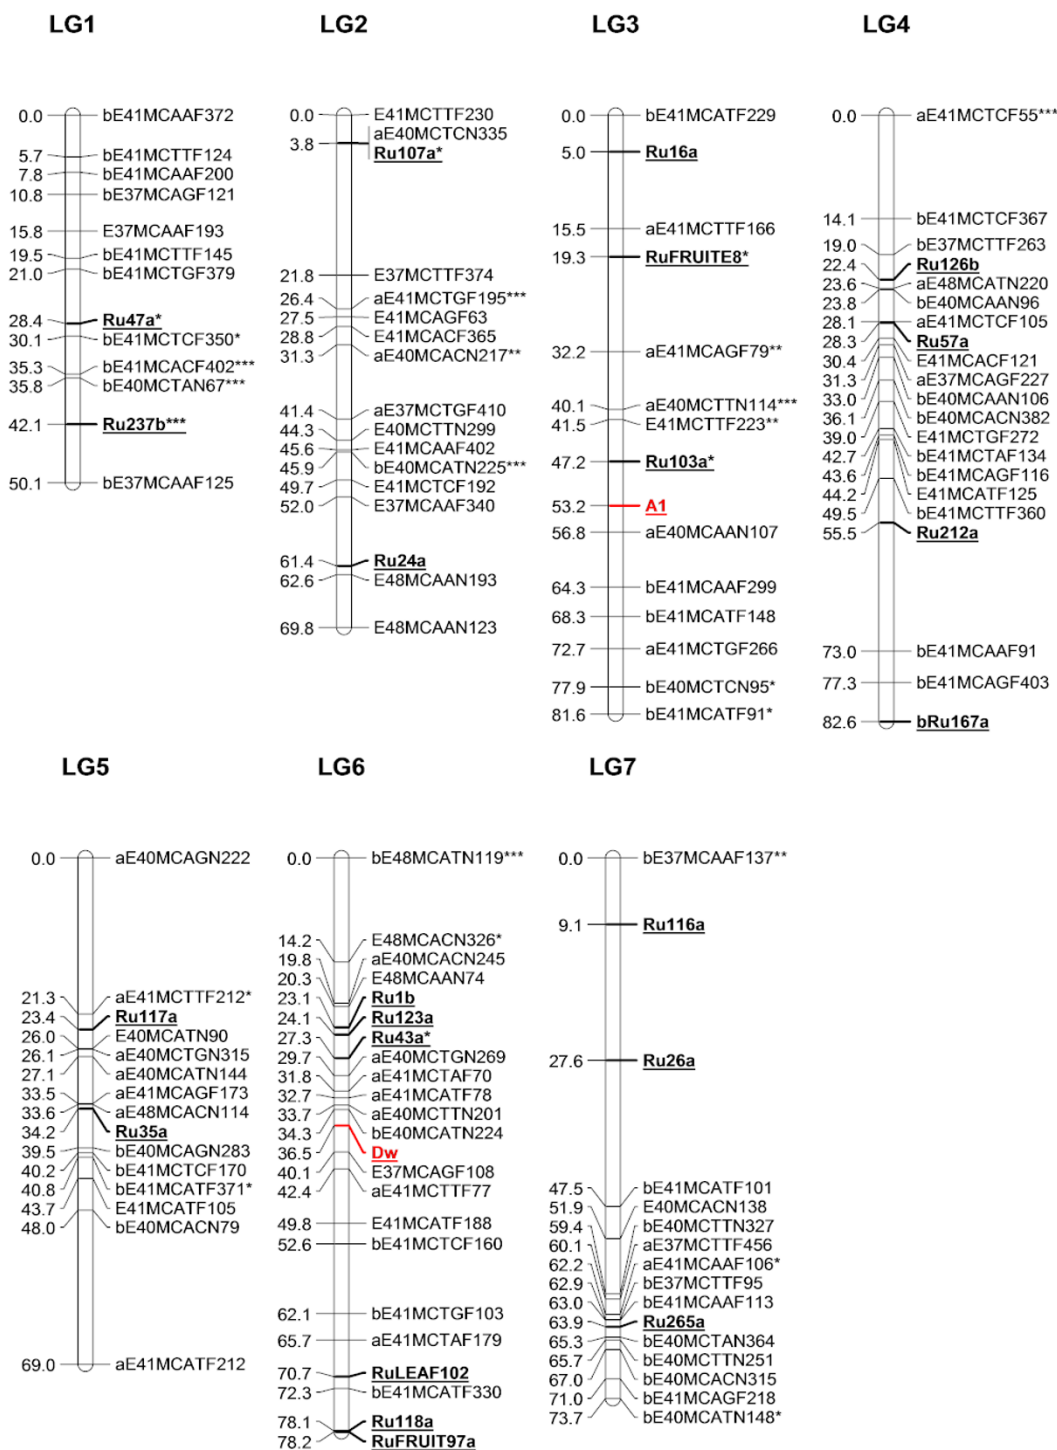 LG1
0.0 bE41MCAAF372
5.7 bE41MCTTF124
7.8 bE41MCAAF200
10.8 bE37MCAGF121
15.8 E37MCAAF193
19.5 bE41MCTTF145
21.0 bE41MCTGF379
28.4 Ru47a*
30.1 bE41MCTCF350*
35.3 bE41MCACF402***
35.8 bE40MCTAN67***
42.1 Ru237b***
50.1 bE37MCAAF125
LG2
0.0 E41MCTTF230
aE40MCTCN335
3.8 Ru107a*
21.8 E37MCTTF374
26.4 aE41MCTGF195***
27.5 E41MCAGF63
28.8 E41MCACF365
31.3 aE40MCACN217**
41.4 aE37MCTGF410
44.3 E40MCTTN299
45.6 E41MCAAF402
45.9 bE40MCATN225***
49.7 E41MCTCF192
52.0 E37MCAAF340
61.4 Ru24a
62.6 E48MCAAN193
69.8 E48MCAAN123
LG3
0.0 bE41MCATF229
5.0 Ru16a
15.5 aE41MCTTF166
19.3 RuFRUITE8*
32.2 aE41MCAGF79**
40.1 aE40MCTTN114***
41.5 E41MCTTF223**
47.2 Ru103a*
53.2 A1
56.8 aE40MCAAN107
64.3 bE41MCAAF299
68.3 bE41MCATF148
72.7 aE41MCTGF266
77.9 bE40MCTCN95*
81.6 bE41MCATF91*
LG4
0.0 aE41MCTCF55***
14.1 bE41MCTCF367
19.0 bE37MCTTF263
22.4 Ru126b
23.6 aE48MCATN220
23.8 bE40MCAAN96
28.1 aE41MCTCF105
28.3 Ru57a
30.4 E41MCACF121
31.3 aE37MCAGF227
33.0 bE40MCAAN106
36.1 bE40MCACN382
39.0 E41MCTGF272
42.7 bE41MCTAF134
43.6 bE41MCAGF116
44.2 E41MCATF125
49.5 bE41MCTTF360
55.5 Ru212a
73.0 bE41MCAAF91
77.3 bE41MCAGF403
82.6 bRu167a
LG5
0.0 aE40MCAGN222
21.3 aE41MCTTF212*
23.4 Ru117a
26.0 E40MCATN90
26.1 aE40MCTGN315
27.1 aE40MCATN144
33.5 aE41MCAGF173
33.6 aE48MCACN114
34.2 Ru35a
39.5 bE40MCAGN283
40.2 bE41MCTCF170
40.8 bE41MCATF371*
43.7 E41MCATF105
48.0 bE40MCACN79
69.0 aE41MCATF212
LG6
0.0 bE48MCATN119***
14.2 E48MCACN326*
19.8 aE40MCACN245
20.3 E48MCAAN74
23.1 Ru1b
24.1 Ru123a
27.3 Ru43a*
29.7 aE40MCTGN269
31.8 aE41MCTAF70
32.7 aE41MCATF78
33.7 aE40MCTTN201
34.3 bE40MCATN224
36.5 Dw
40.1 E37MCAGF108
42.4 aE41MCTTF77
49.8 E41MCATF188
52.6 bE41MCTCF160
62.1 bE41MCTGF103
65.7 aE41MCTAF179
70.7 RuLEAF102
72.3 bE41MCATF330
78.1 Ru118a
78.2 RuFRUIT97a
LG7
0.0 bE37MCAAF137**
9.1 Ru116a
27.6 Ru26a
47.5 bE41MCATF101
51.9 E40MCACN138
59.4 bE40MCTTN327
60.1 aE37MCTTF456
62.2 aE41MCAAF106*
62.9 bE37MCTTF95
63.0 bE41MCAAF113
63.9 Ru265a
65.3 bE40MCTAN364
65.7 bE40MCTTN251
67.0 bE40MCACN315
71.0 bE41MCAGF218
73.7 bE40MCATN148*